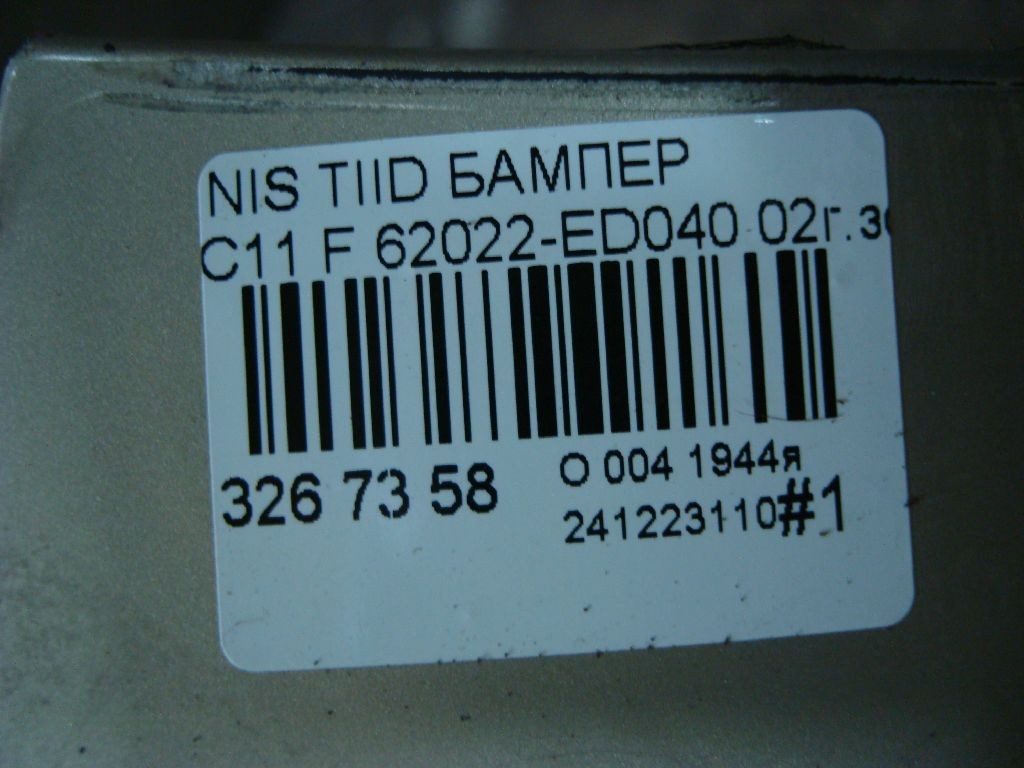 NIS TIID БАМПЕР
C11 F 62022-ED040 02г.
326 73 58
О 004 1944я
241223110#1